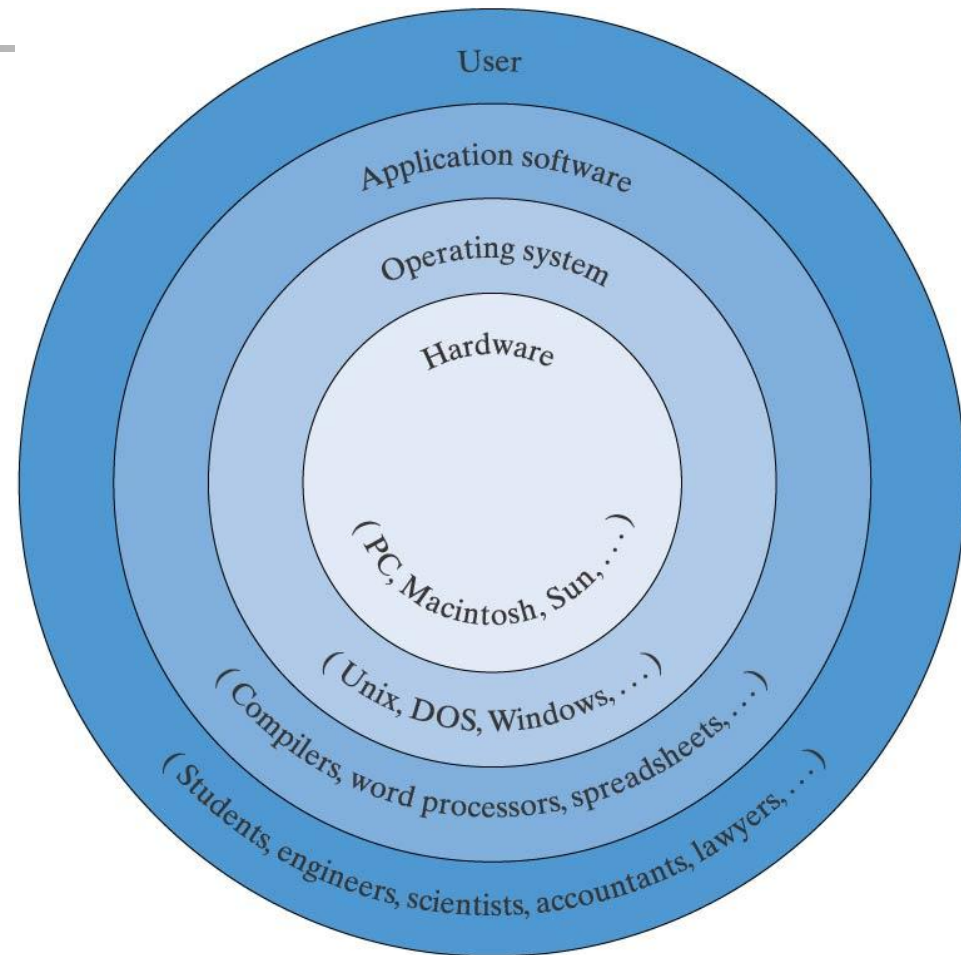 User
Application software
Operating system
Hardware
( PC, Macintosh, Sun, . . . . )
( Unix, DOS, Windows, . . . )
( Compilers, word processors, spreadsheets, . . . . )
( Students, engineers, scientists, accountants, lawyers, . . . )